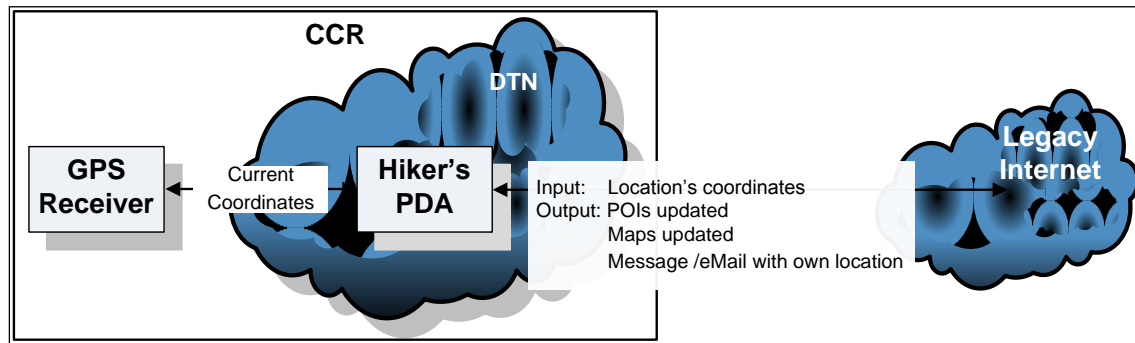 CCR
DTN
GPS
Receiver
Current
Coordinates
Hiker's
PDA
Input: Location's coordinates
Output: POIs updated
Maps updated
Message /eMail with own location
Legacy
Internet